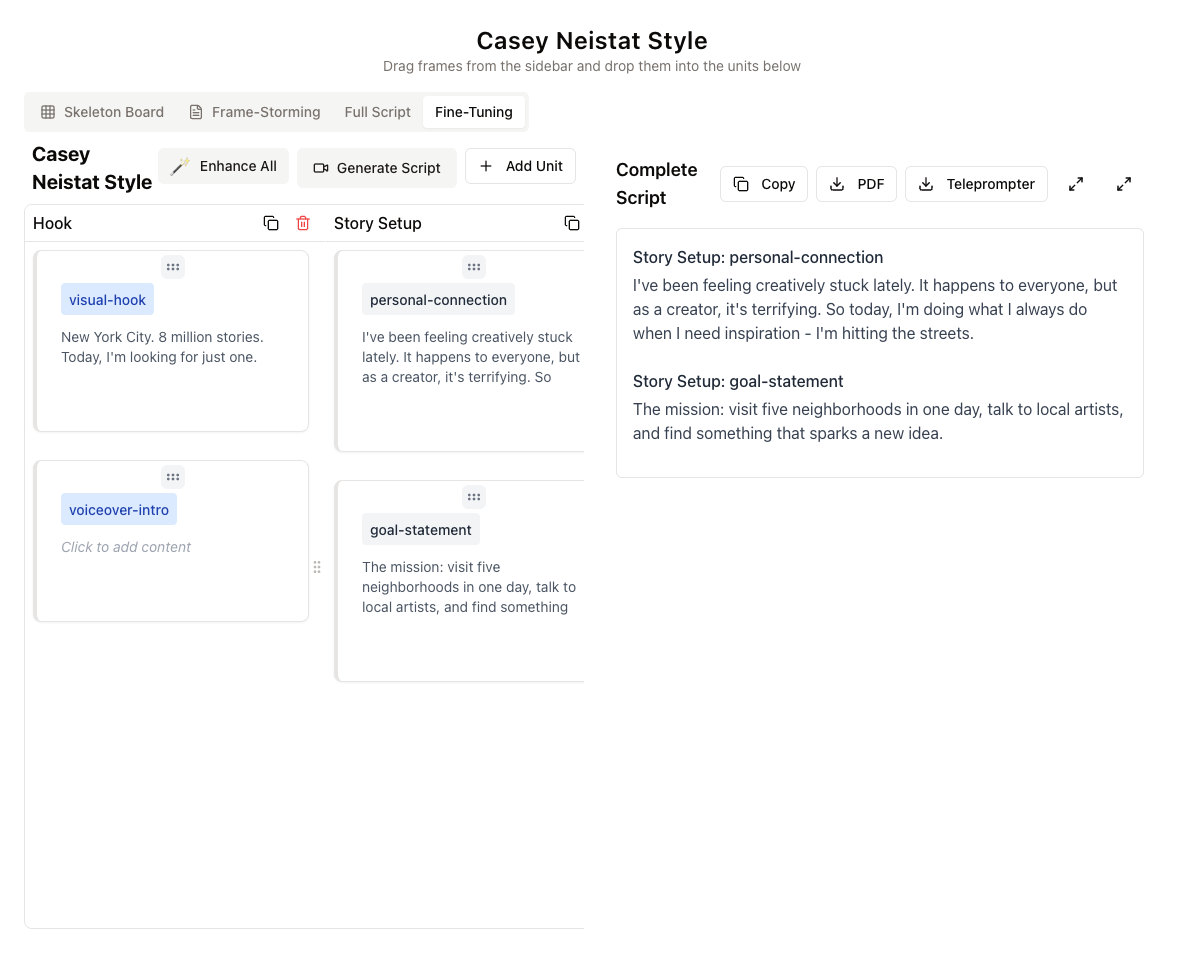 Casey Neistat Style
Drag frames from the sidebar and drop them into the units below
Skeleton Board
Frame-Storming
Full Script
Fine-Tuning
Casey
Neistat Style
Enhance All
Generate Script
Add Unit
Hook
visual-hook
New York City. 8 million stories.
Today, I'm looking for just one.
voiceover-intro
Click to add content
Story Setup
personal-connection
I've been feeling creatively stuck
lately. It happens to everyone, but
as a creator, it's terrifying. So
goal-statement
The mission: visit five
neighborhoods in one day, talk to
local artists, and find something
Complete
Script
Copy
PDF
Teleprompter
Story Setup: personal-connection
I've been feeling creatively stuck lately. It happens to everyone, but
as a creator, it's terrifying. So today, I'm doing what I always do
when I need inspiration - I'm hitting the streets.
Story Setup: goal-statement
The mission: visit five neighborhoods in one day, talk to local artists,
and find something that sparks a new idea.